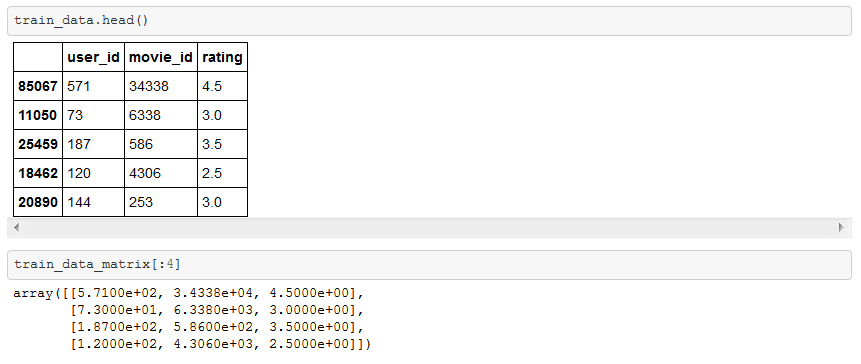 train_data.head()
user_id movie_id rating
85067 571 34338 4.5
11050 73 6338 3.0
25459 187 586 3.5
18462 120 4306 2.5
20890 144 253 3.0
train_data_matrix[:4]
array([[5.7100e+02, 3.4338e+04, 4.5000e+00],
       [7.3000e+01, 6.3380e+03, 3.0000e+00],
       [1.8700e+02, 5.8600e+02, 3.5000e+00],
       [1.2000e+02, 4.3060e+03, 2.5000e+00]])